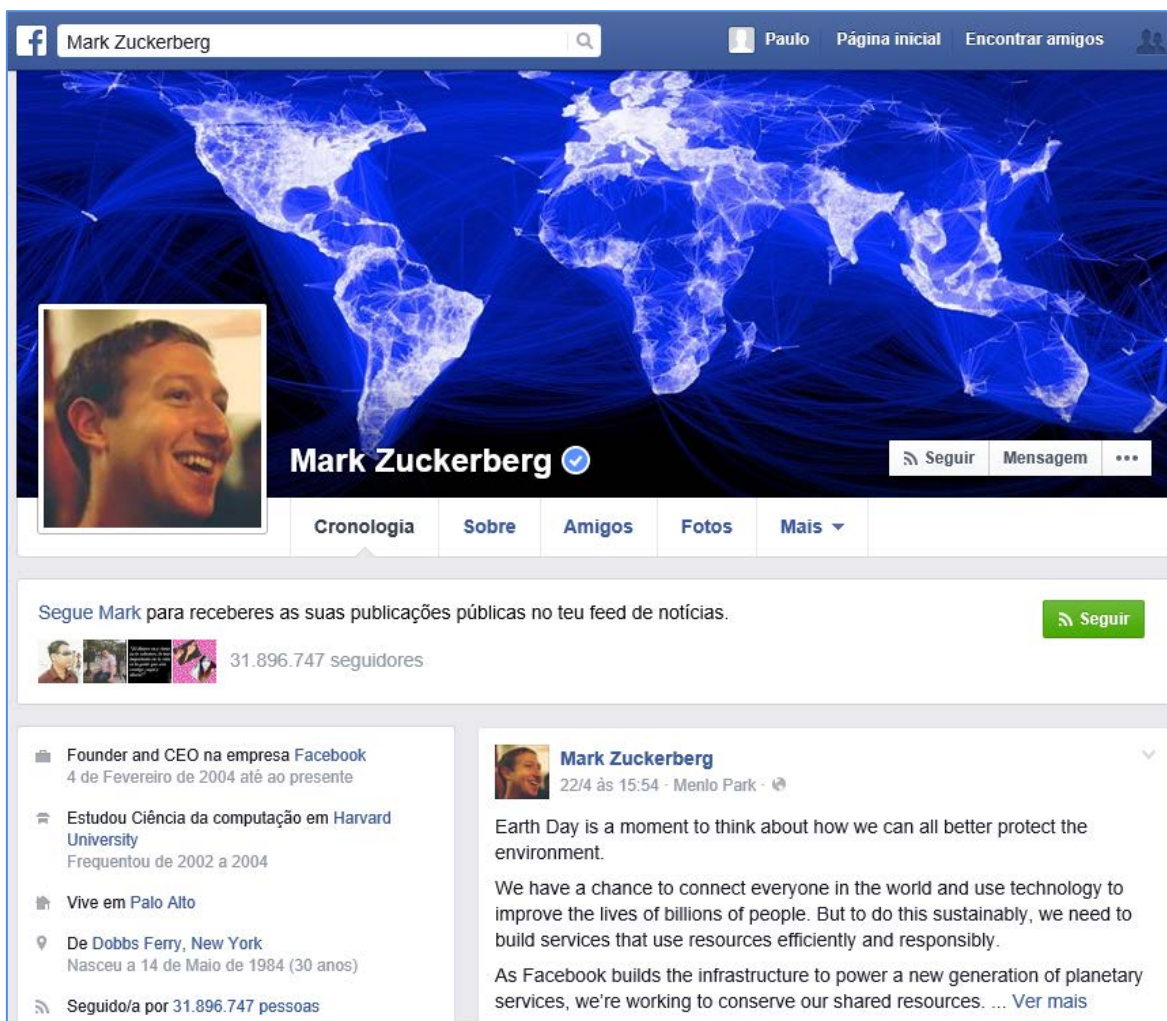 f
Mark Zuckerberg
Paulo Página inicial Encontrar amigos
Mark Zuckerberg
Seguir Mensagem
Cronologia Sobre Amigos Fotos Mais
Segue Mark para receberes as suas publicações públicas no teu feed de notícias.
Seguir
31.896.747 seguidores
Founder and CEO na empresa Facebook
4 de Fevereiro de 2004 até ao presente
Estudou Ciência da computação em Harvard
University
Frequentou de 2002 a 2004
Vive em Palo Alto
De Dobbs Ferry, New York
Nasceu a 14 de Maio de 1984 (30 anos)
Seguido/a por 31.896.747 pessoas
Mark Zuckerberg
22/4 às 15:54 · Menlo Park ·
Earth Day is a moment to think about how we can all better protect the
environment.
We have a chance to connect everyone in the world and use technology to
improve the lives of billions of people. But to do this sustainably, we need to
build services that use resources efficiently and responsibly.
As Facebook builds the infrastructure to power a new generation of planetary
services, we're working to conserve our shared resources. ... Ver mais